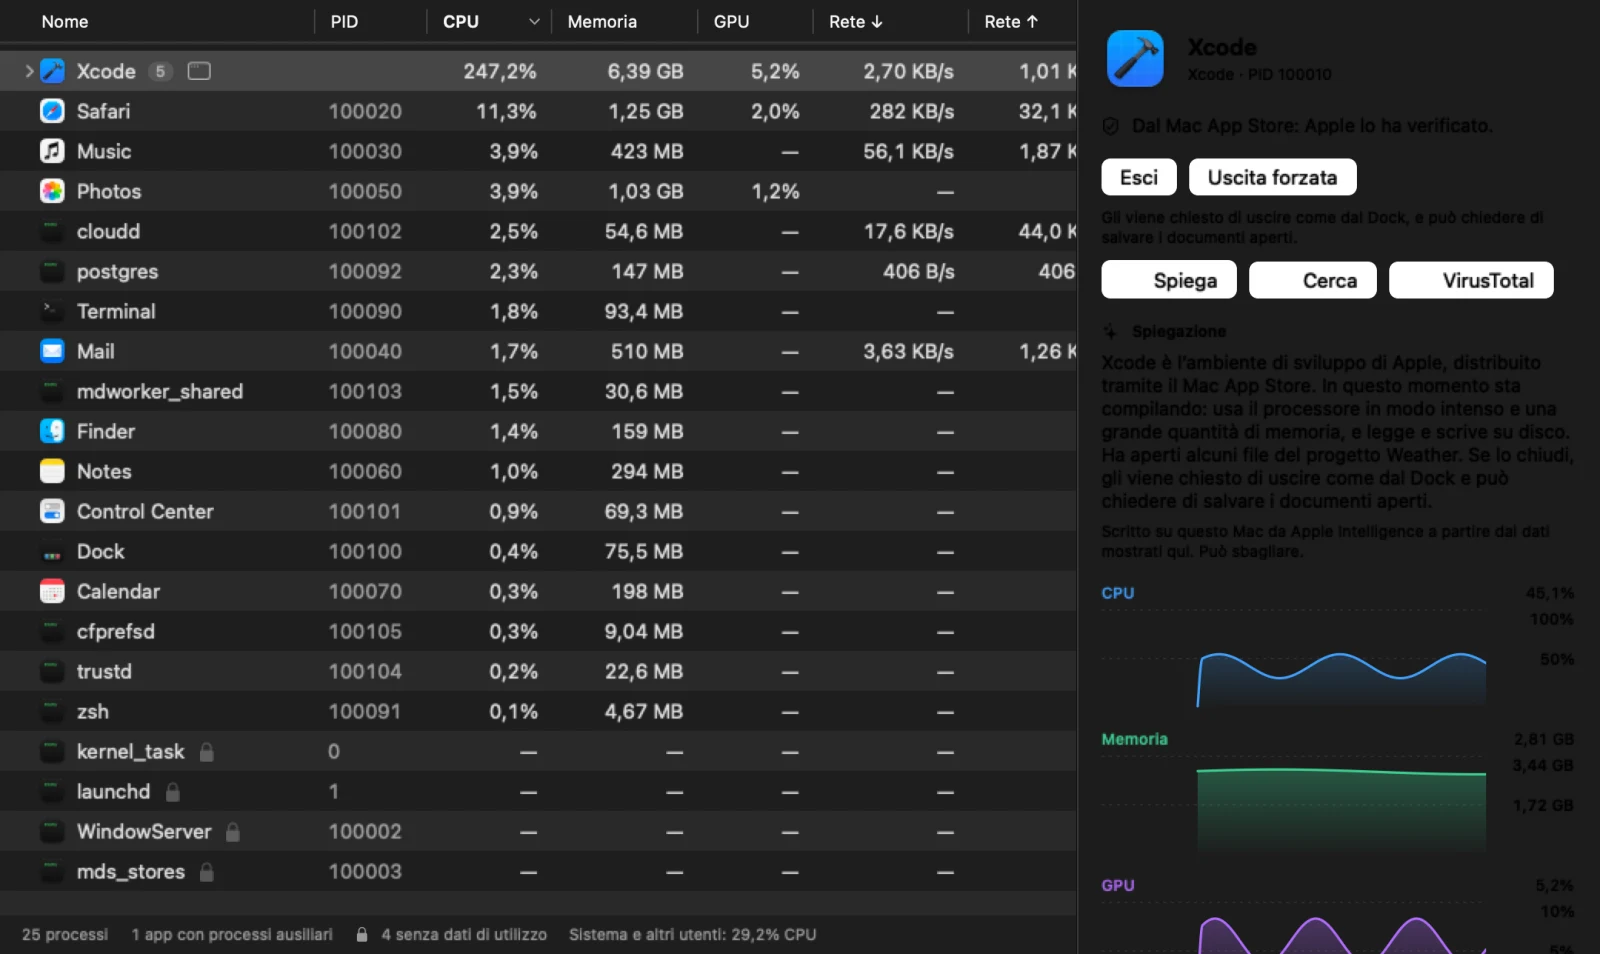 Nome PID CPU Memoria GPU Rete ↓ Rete ↑
Xcode 5 247,2% 6,39 GB 5,2% 2,70 KB/s 1,01 K
Safari 100020 11,3% 1,25 GB 2,0% 282 KB/s 32,1 K
Music 100030 3,9% 423 MB — 56,1 KB/s 1,87 K
Photos 100050 3,9% 1,03 GB 1,2% —
cloudd 100102 2,5% 54,6 MB — 17,6 KB/s 44,0 K
postgres 100092 2,3% 147 MB — 406 B/s 406
Terminal 100090 1,8% 93,4 MB — —
Mail 100040 1,7% 510 MB — 3,63 KB/s 1,26 K
mdworker_shared 100103 1,5% 30,6 MB — —
Finder 100080 1,4% 159 MB — —
Notes 100060 1,0% 294 MB — —
Control Center 100101 0,9% 69,3 MB — —
Dock 100100 0,4% 75,5 MB — —
Calendar 100070 0,3% 198 MB — —
cfprefsd 100105 0,3% 9,04 MB — —
trustd 100104 0,2% 22,6 MB — —
zsh 100091 0,1% 4,67 MB — —
kernel_task 0 — — — —
launchd 1 — — — —
WindowServer 100002 — — — —
mds_stores 100003 — — — —
25 processi 1 app con processi ausiliari 4 senza dati di utilizzo Sistema e altri utenti: 29,2% CPU
Xcode
Xcode · PID 100010
Dal Mac App Store: Apple lo ha verificato.
Esci Uscita forzata
Gli viene chiesto di uscire come dal Dock, e può chiedere di
salvare i documenti aperti.
Spiega Cerca VirusTotal
Spiegazione
Xcode è l'ambiente di sviluppo di Apple, distribuito
tramite il Mac App Store. In questo momento sta
compilando: usa il processore in modo intenso e una
grande quantità di memoria, e legge e scrive su disco.
Ha aperti alcuni file del progetto Weather. Se lo chiudi,
gli viene chiesto di uscire come dal Dock e può
chiedere di salvare i documenti aperti.
Scritto su questo Mac da Apple Intelligence a partire dai dati
mostrati qui. Può sbagliare.
CPU 45,1%
100%
50%
Memoria 2,81 GB
3,44 GB
1,72 GB
GPU 5,2%
10%
5%